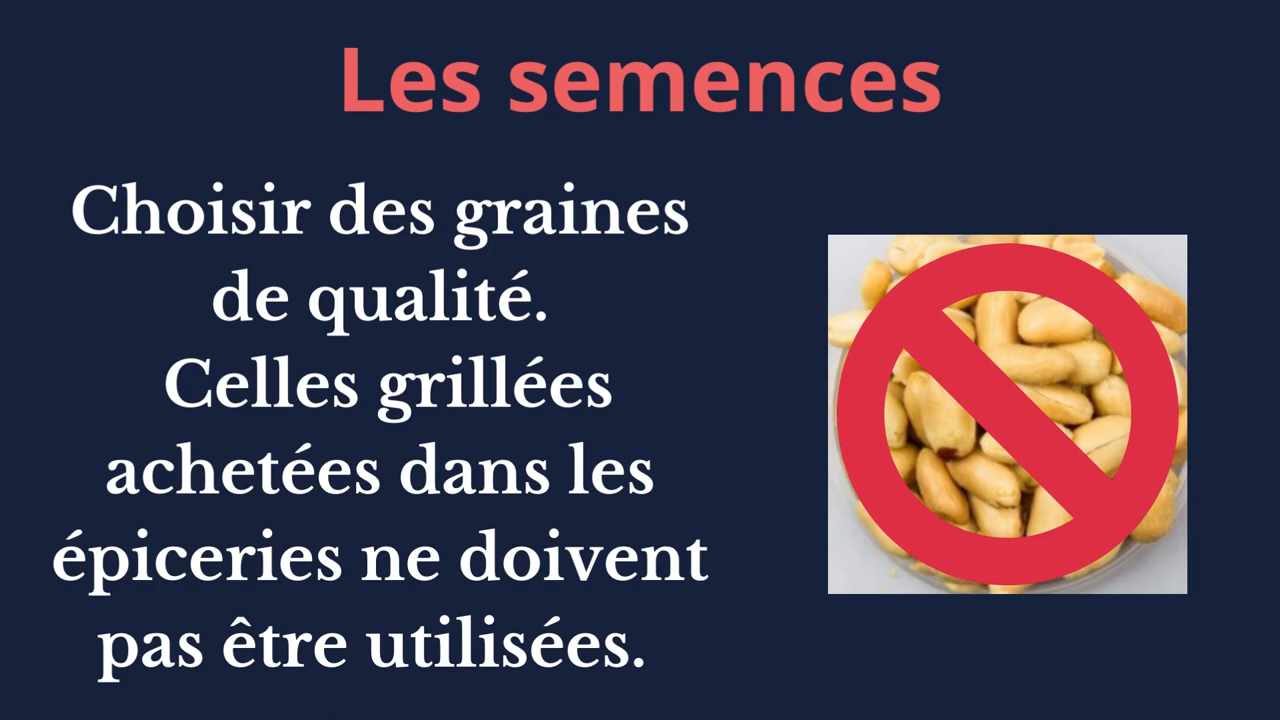 Les semences
Choisir des graines
de qualité.
Celles grillées
achetées dans les
épiceries ne doivent
pas être utilisées.